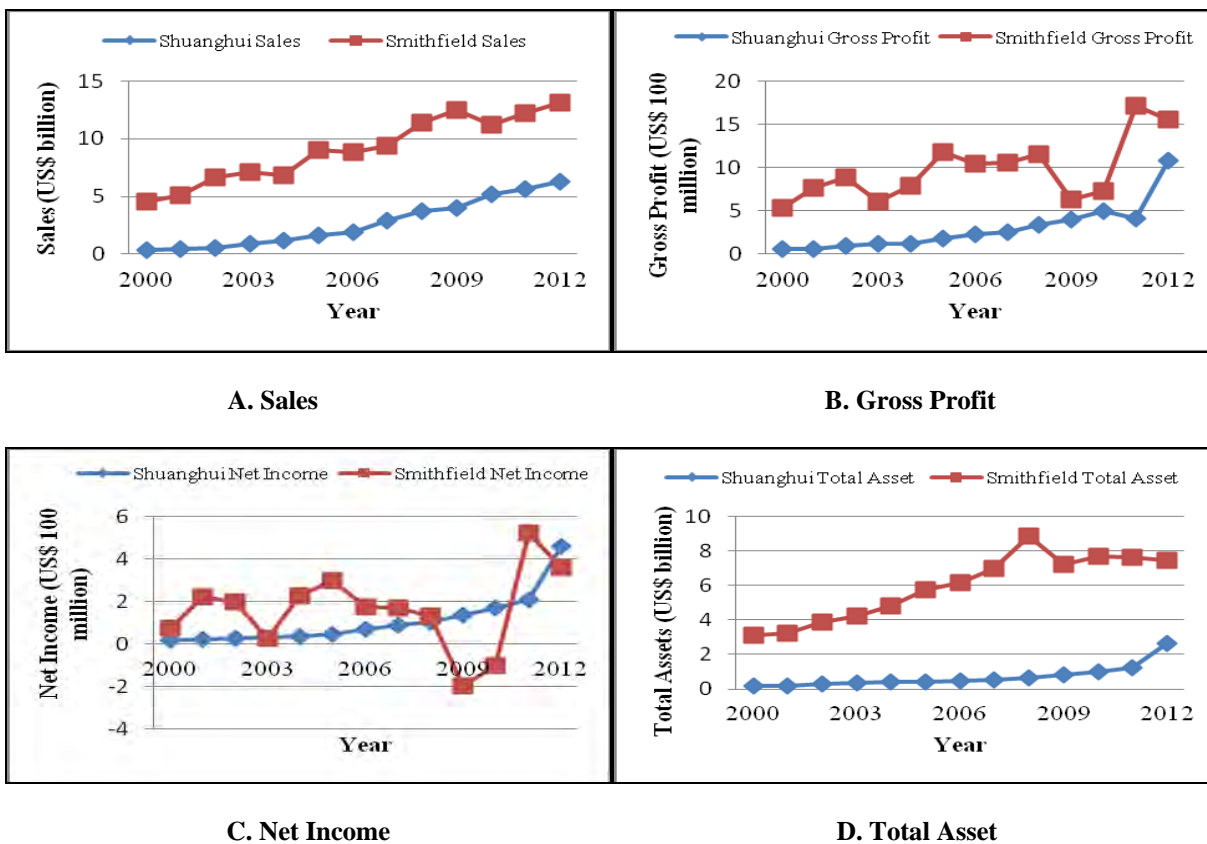 Shuanghui Sales Smithfield Sales
Sales (US$ billion)
15
10
5
0
2000 2003 2006 2009 2012
Year
Shuanghui Gross Profit Smithfield Gross Profit
Gross Profit (US$ 100
million)
20
15
10
5
0
2000 2003 2006 2009 2012
Year
A. Sales
B. Gross Profit
Shuanghui Net Income Smithfield Net Income
Net Income (US$ 100
million)
6
4
2
0
-2
-4
2000 2003 2006 2009 2012
Year
Shuanghui Total Asset Smithfield Total Asset
Total Assets (US$ billion)
10
8
6
4
2
0
2000 2003 2006 2009 2012
Year
C. Net Income
D. Total Asset